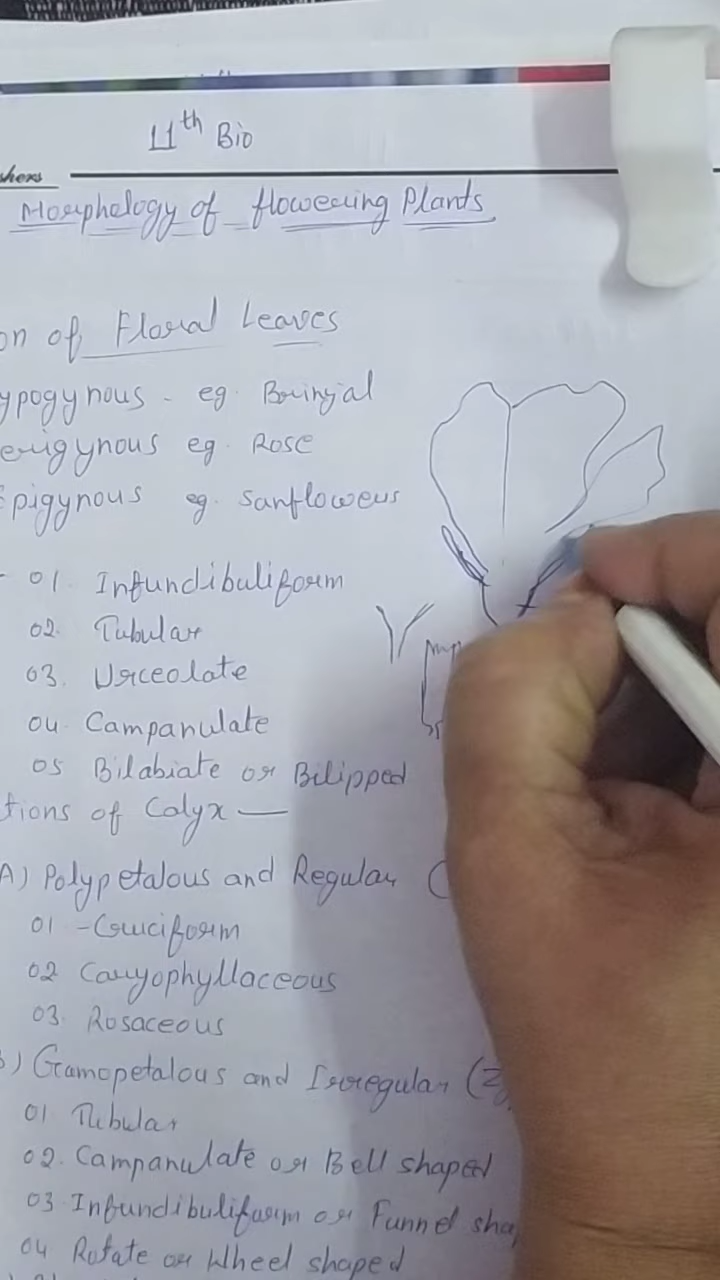 11th Bio
shers
Morphology of flowering Plants
on of Floral Leaves
ypogynous - eg. Brinjal
erigynous eg. Rose
Epigynous eg. Sanflowers
01. Infundibuliform
02. Tubular
03. Urceolate
04. Campanulate
05 Bilabiate or Bilipped
tions of Calyx —
A) Polypetalous and Regular (
01 - Cruciform
02 Caryophyllaceous
03. Rosaceous
) Gamopetalous and Irregular (Z
01 Tubular
02. Campanulate or Bell shaped
03 Infundibuliform or Funnel sha
04 Rotate or Wheel shaped